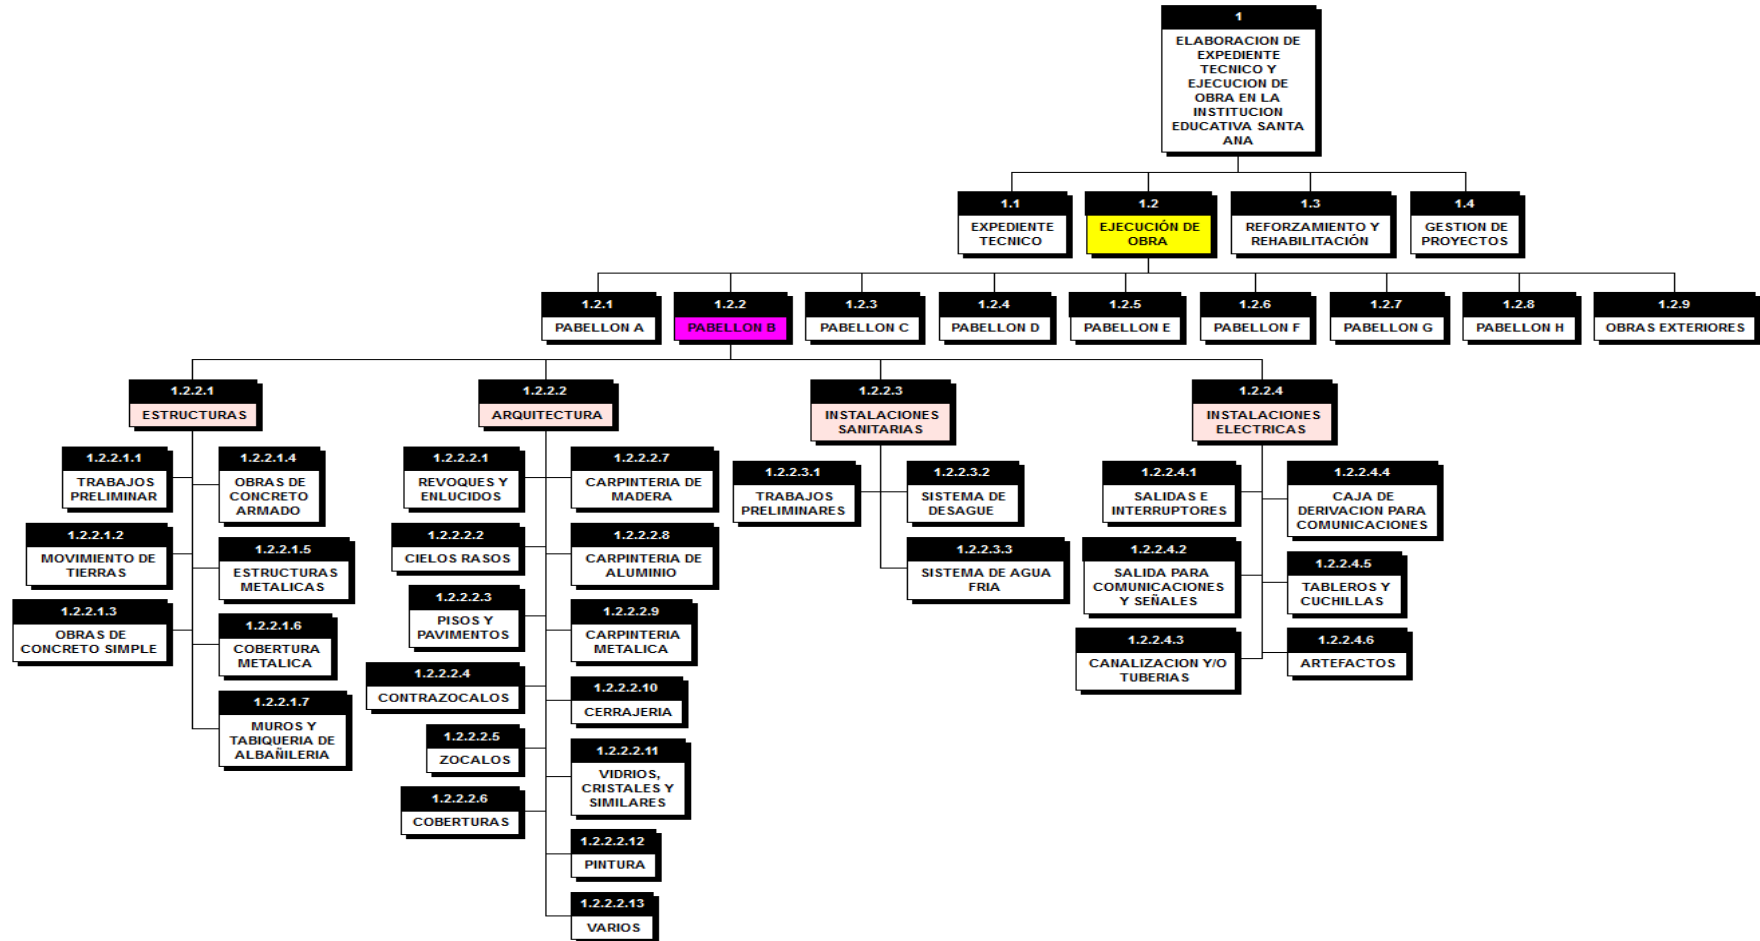 1
ELABORACION DE
EXPEDIENTE
TECNICO Y
EJECUCION DE
OBRA EN LA
INSTITUCION
EDUCATIVA SANTA
ANA
1.1
EXPEDIENTE
TECNICO
1.2
EJECUCIÓN DE
OBRA
1.3
REFORZAMIENTO Y
REHABILITACIÓN
1.4
GESTION DE
PROYECTOS
1.2.1
PABELLON A
1.2.2
PABELLON B
1.2.3
PABELLON C
1.2.4
PABELLON D
1.2.5
PABELLON E
1.2.6
PABELLON F
1.2.7
PABELLON G
1.2.8
PABELLON H
1.2.9
OBRAS EXTERIORES
1.2.2.1
ESTRUCTURAS
1.2.2.1.1
TRABAJOS
PRELIMINAR
1.2.2.1.2
MOVIMIENTO DE
TIERRAS
1.2.2.1.3
OBRAS DE
CONCRETO SIMPLE
1.2.2.1.4
OBRAS DE
CONCRETO
ARMADO
1.2.2.1.5
ESTRUCTURAS
METALICAS
1.2.2.1.6
COBERTURA
METALICA
1.2.2.1.7
MUROS Y
TABIQUERIA DE
ALBAÑILERIA
1.2.2.2
ARQUITECTURA
1.2.2.2.1
REVOQUES Y
ENLUCIDOS
1.2.2.2.2
CIELOS RASOS
1.2.2.2.3
PISOS Y
PAVIMENTOS
1.2.2.2.4
CONTRAZOCALOS
1.2.2.2.5
ZOCALOS
1.2.2.2.6
COBERTURAS
1.2.2.2.7
CARPINTERIA DE
MADERA
1.2.2.2.8
CARPINTERIA DE
ALUMINIO
1.2.2.2.9
CARPINTERIA
METALICA
1.2.2.2.10
CERRAJERIA
1.2.2.2.11
VIDRIOS,
CRISTALES Y
SIMILARES
1.2.2.2.12
PINTURA
1.2.2.2.13
VARIOS
1.2.2.3
INSTALACIONES
SANITARIAS
1.2.2.3.1
TRABAJOS
PRELIMINARES
1.2.2.3.2
SISTEMA DE
DESAGUE
1.2.2.3.3
SISTEMA DE AGUA
FRIA
1.2.2.4
INSTALACIONES
ELECTRICAS
1.2.2.4.1
SALIDAS E
INTERRUPTORES
1.2.2.4.2
SALIDA PARA
COMUNICACIONES
Y SEÑALES
1.2.2.4.3
CANALIZACION Y/O
TUBERIAS
1.2.2.4.4
CAJA DE
DERIVACION PARA
COMUNICACIONES
1.2.2.4.5
TABLEROS Y
CUCHILLAS
1.2.2.4.6
ARTEFACTOS